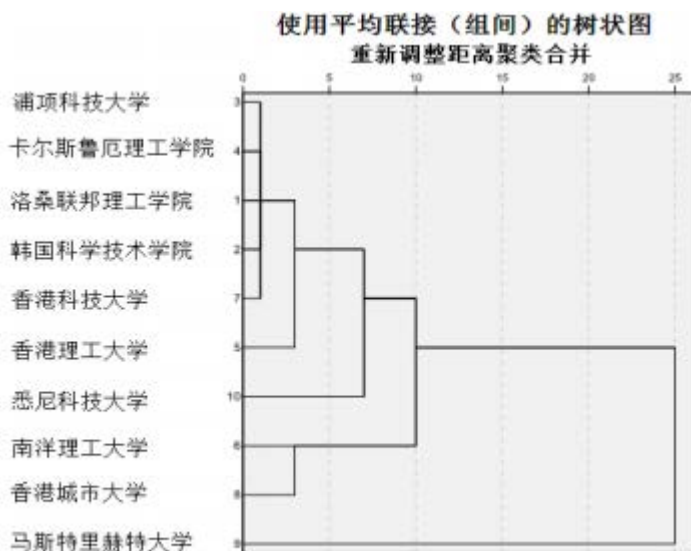 使用平均联接（组间）的树状图
重新调整距离聚类合并
0 5 10 15 20 25
浦项科技大学 3
卡尔斯鲁厄理工学院 4
洛桑联邦理工学院 1
韩国科学技术学院 2
香港科技大学 7
香港理工大学 5
悉尼科技大学 10
南洋理工大学 6
香港城市大学 8
马斯特里赫特大学 9